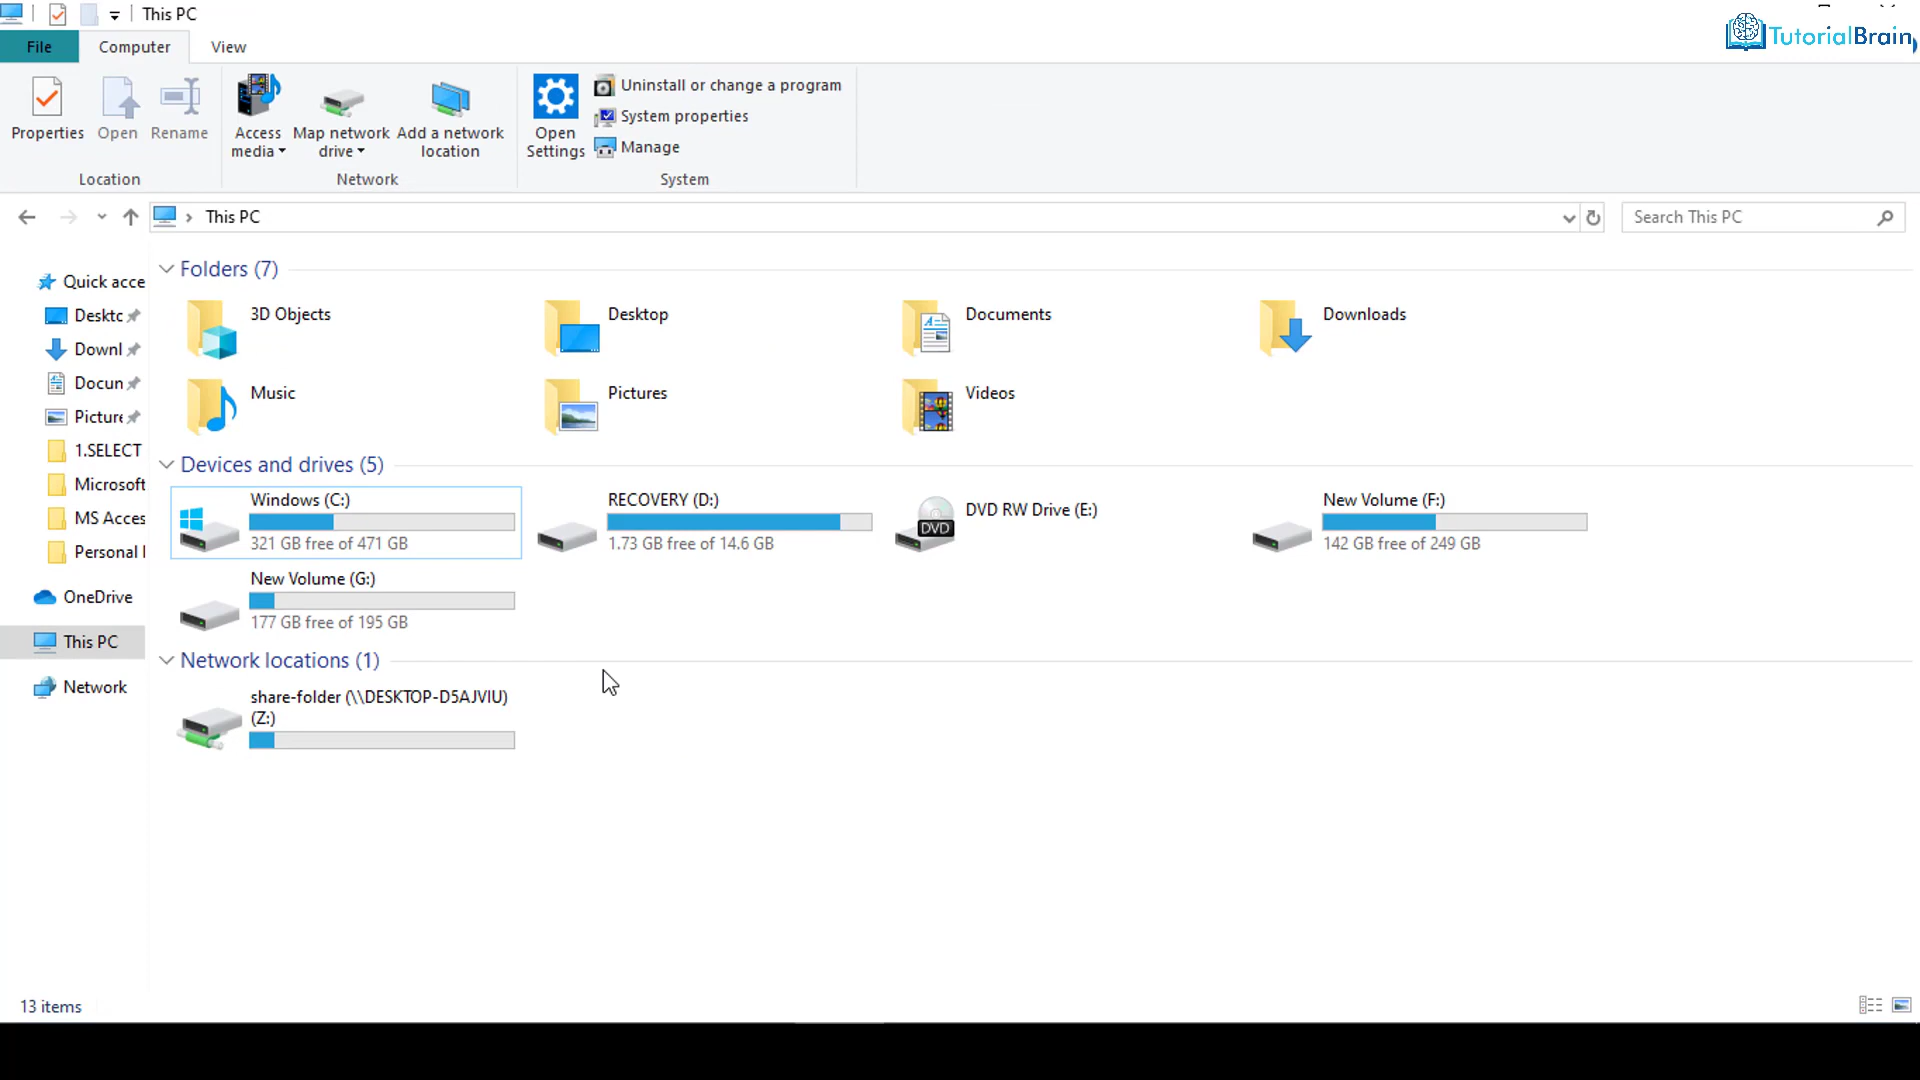 This PC
TutorialBrain
File
Computer
View
Properties
Open
Rename
Access
media
Map network
drive
Add a network
location
Open
Settings
Uninstall or change a program
System properties
Manage
Location
Network
System
This PC
Search This PC
Quick acce
Deskto
Downl
Docun
Picture
1.SELECT
Microsoft
MS Acces
Personal
OneDrive
This PC
Network
Folders (7)
3D Objects
Desktop
Documents
Downloads
Music
Pictures
Videos
Devices and drives (5)
Windows (C:)
321 GB free of 471 GB
RECOVERY (D:)
1.73 GB free of 14.6 GB
DVD RW Drive (E:)
DVD
New Volume (F:)
142 GB free of 249 GB
New Volume (G:)
177 GB free of 195 GB
Network locations (1)
share-folder (\\DESKTOP-D5AJVIU)
(Z:)
13 items